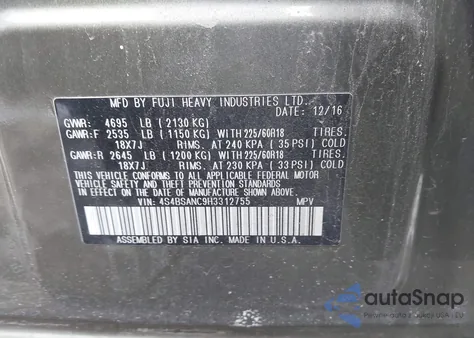 MFD BY FUJI HEAVY INDUSTRIES LTD.
DATE: 12/16
GVWR: 4695 LB (2130 KG)
GAWR:F 2535 LB (1150 KG) WITH 225/60R18 TIRES.
18X7J RIMS. AT 240 KPA (35 PSI) COLD
GAWR:R 2645 LB (1200 KG) WITH 225/60R18 TIRES.
18X7J RIMS. AT 230 KPA (33 PSI) COLD
THIS VEHICLE CONFORMS TO ALL APPLICABLE FEDERAL MOTOR
VEHICLE SAFETY STANDARDS IN EFFECT ON THE DATE OF
MANUFACTURE SHOWN ABOVE.
VIN: 4S4BSANC9H3312755 MPV
ASSEMBLED BY SIA INC. MADE IN U.S.A.
autoSnap